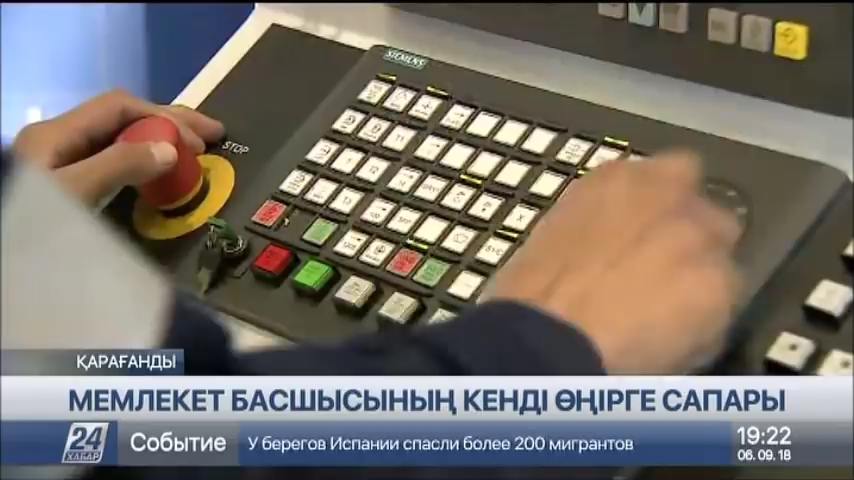 SIEMENS
STOP
ҚАРАҒАНДЫ
МЕМЛЕКЕТ БАСШЫСЫНЫҢ КЕНДІ ӨҢІРГЕ САПАРЫ
24
ХАБАР
Событие
У берегов Испании спасли более 200 мигрантов
19:22
06.09.18